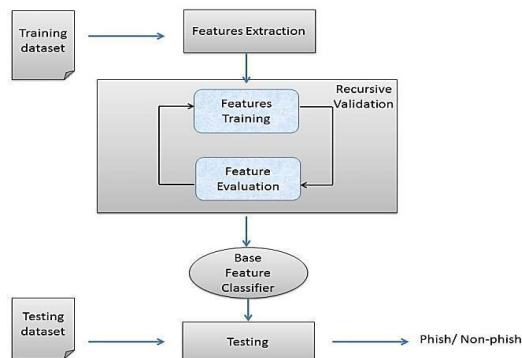 Training
dataset
Features Extraction
Recursive
Validation
Features
Training
Feature
Evaluation
Base
Feature
Classifier
Testing
dataset
Testing
Phish/ Non-phish